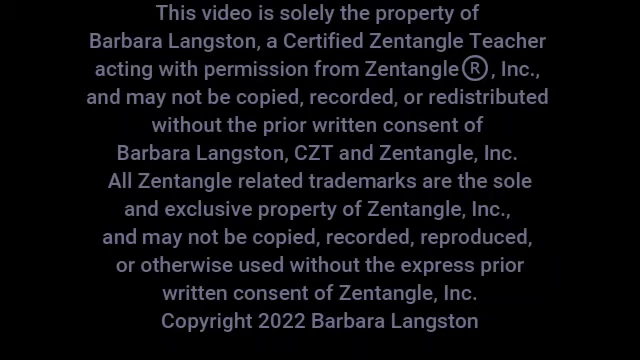 This video is solely the property of
Barbara Langston, a Certified Zentangle Teacher
acting with permission from Zentangle®, Inc.,
and may not be copied, recorded, or redistributed
without the prior written consent of
Barbara Langston, CZT and Zentangle, Inc.
All Zentangle related trademarks are the sole
and exclusive property of Zentangle, Inc.,
and may not be copied, recorded, reproduced,
or otherwise used without the express prior
written consent of Zentangle, Inc.
Copyright 2022 Barbara Langston